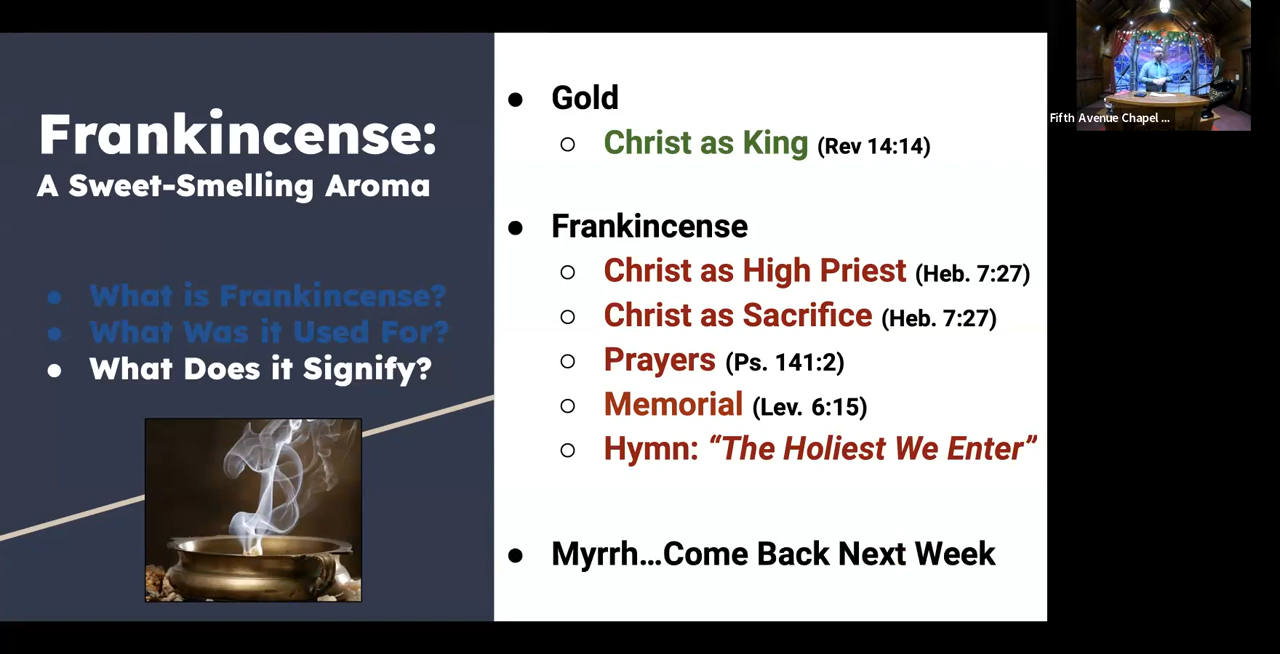 Frankincense:
A Sweet-Smelling Aroma
● What is Frankincense?
● What Was it Used For?
● What Does it Signify?
● Gold
○ Christ as King (Rev 14:14)
● Frankincense
○ Christ as High Priest (Heb. 7:27)
○ Christ as Sacrifice (Heb. 7:27)
○ Prayers (Ps. 141:2)
○ Memorial (Lev. 6:15)
○ Hymn: “The Holiest We Enter”
● Myrrh...Come Back Next Week
Fifth Avenue Chapel ...